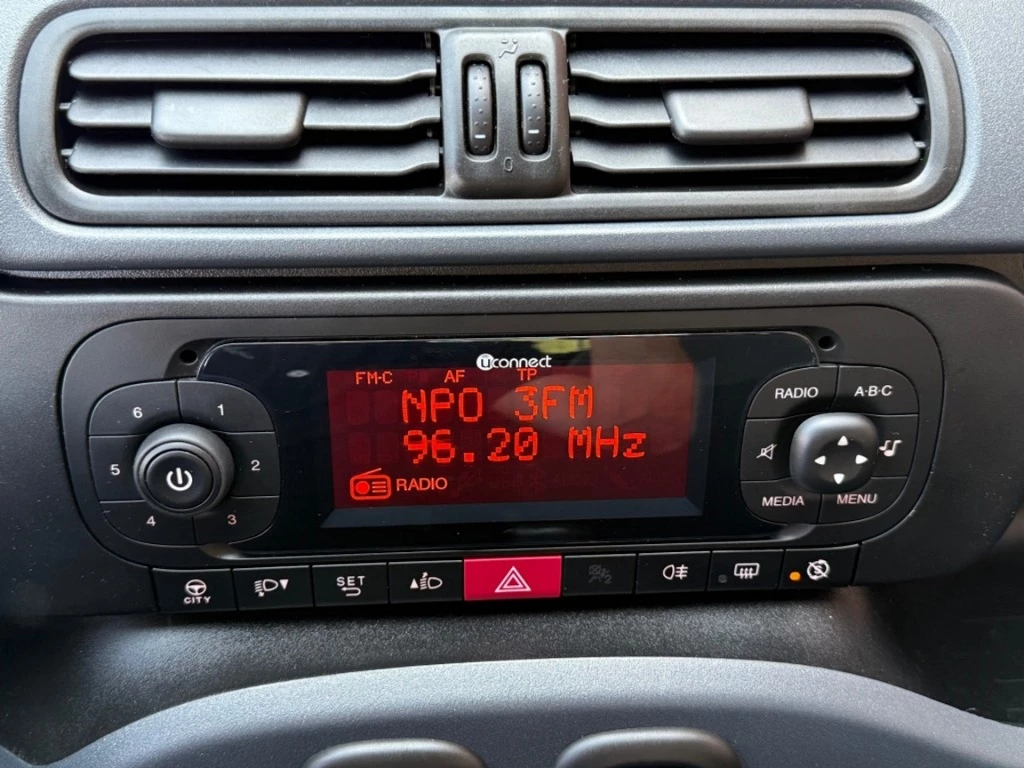 0
uconnect
FM-C AF TP
NPO 3FM
96.20 MHz
RADIO
6 1
5 2
4 3
RADIO A·B·C
MEDIA MENU
CITY
SET